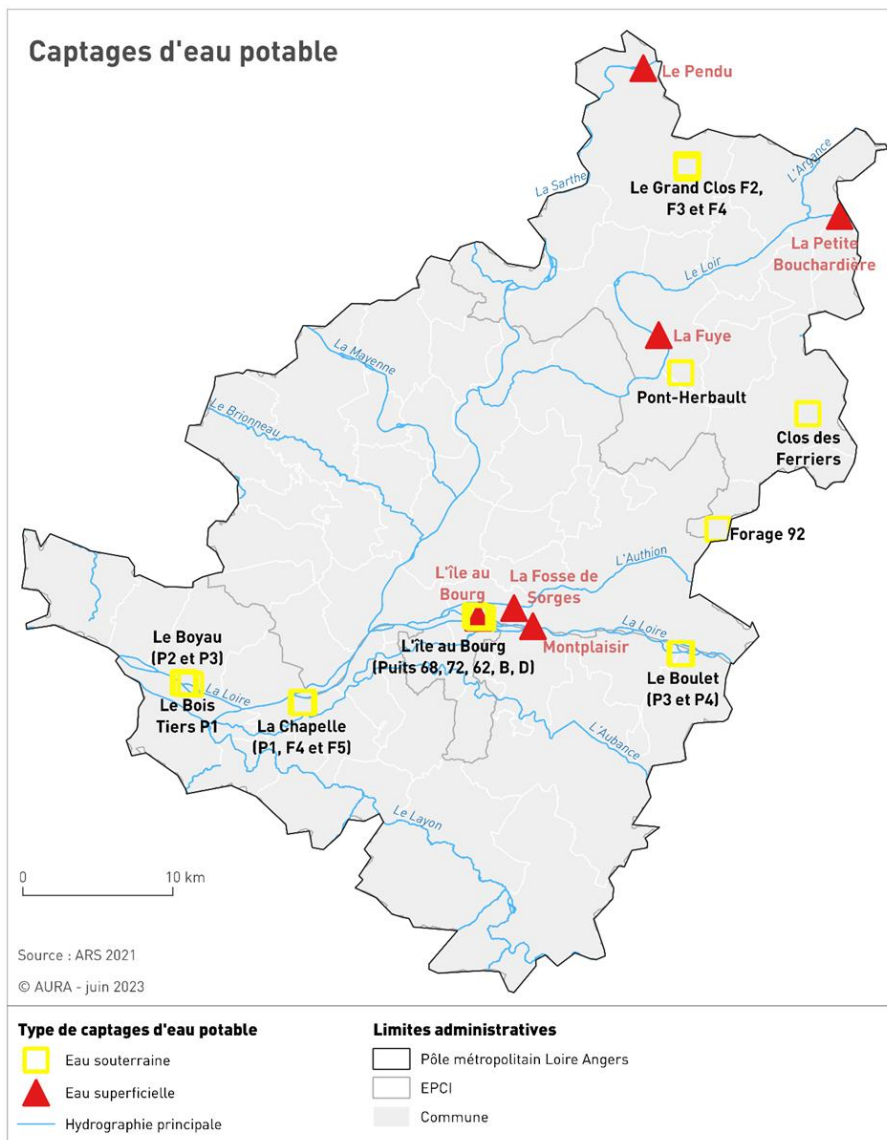 Captages d'eau potable
Le Pendu
L'Argance
La Sarthe
Le Grand Clos F2,
F3 et F4
La Petite
Bouchardière
Le Loir
La Fuye
La Mayenne
Pont-Herbault
Le Brionneau
Clos des
Ferriers
Forage 92
L'Authion
L'île au
Bourg
La Fosse de
Sorges
La Loire
Montplaisir
Le Boyau
(P2 et P3)
L'île au Bourg
(Puits 68, 72, 62, B, D)
La Loire
Le Boulet
(P3 et P4)
Le Bois
Tiers P1
La Chapelle
(P1, F4 et F5)
L'Aubance
Le Layon
0 10 km
Source : ARS 2021
© AURA - juin 2023
Type de captages d'eau potable
Eau souterraine
Eau superficielle
Hydrographie principale
Limites administratives
Pôle métropolitain Loire Angers
EPCI
Commune